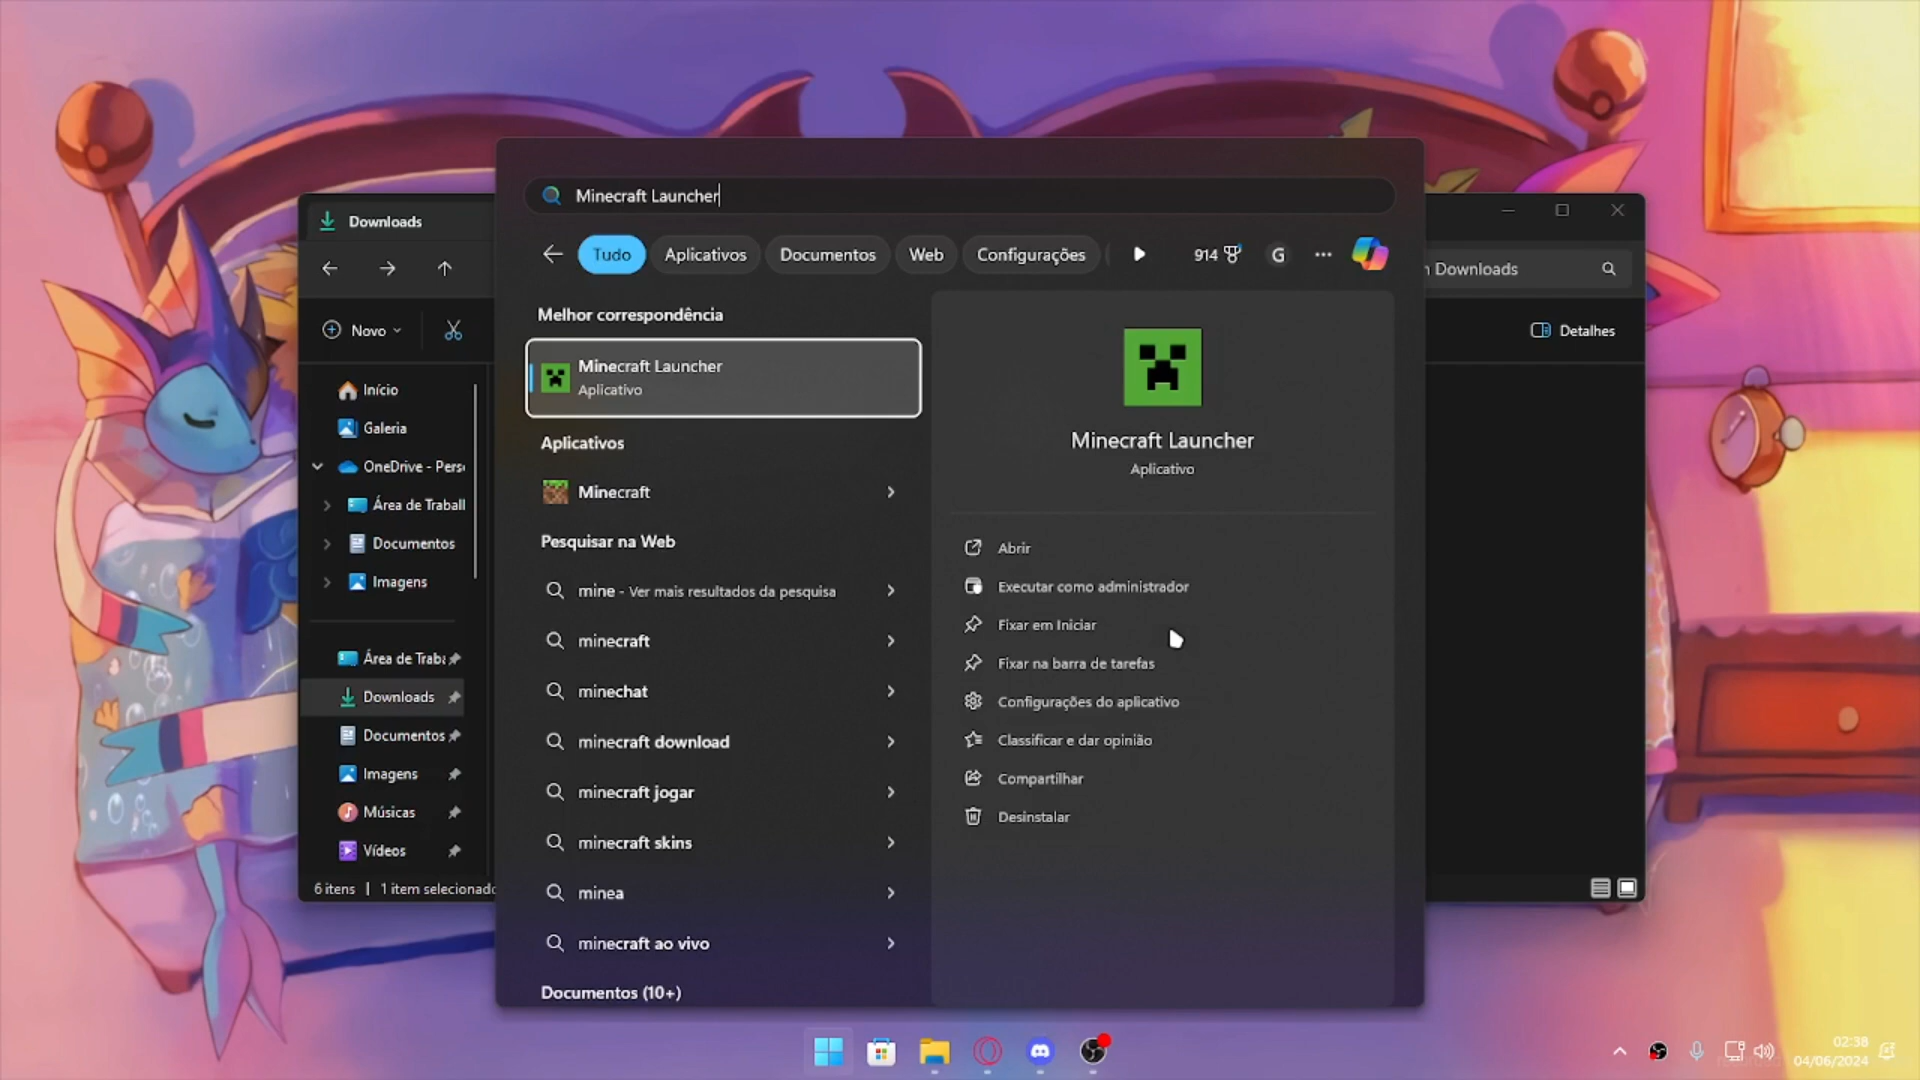 Minecraft Launcher
Tudo
Aplicativos
Documentos
Web
Configurações
914
G
Melhor correspondência
Minecraft Launcher
Aplicativo
Aplicativos
Minecraft
Pesquisar na Web
mine - Ver mais resultados da pesquisa
minecraft
minechat
minecraft download
minecraft jogar
minecraft skins
minea
minecraft ao vivo
Documentos (10+)
Minecraft Launcher
Aplicativo
Abrir
Executar como administrador
Fixar em Iniciar
Fixar na barra de tarefas
Configurações do aplicativo
Classificar e dar opinião
Compartilhar
Desinstalar
Downloads
Novo
Início
Galeria
OneDrive - Pers
Área de Traball
Documentos
Imagens
Área de Traba
Downloads
Documentos
Imagens
Músicas
Vídeos
6 itens
1 item selecionado
Downloads
Detalhes
02:38
04/06/2024